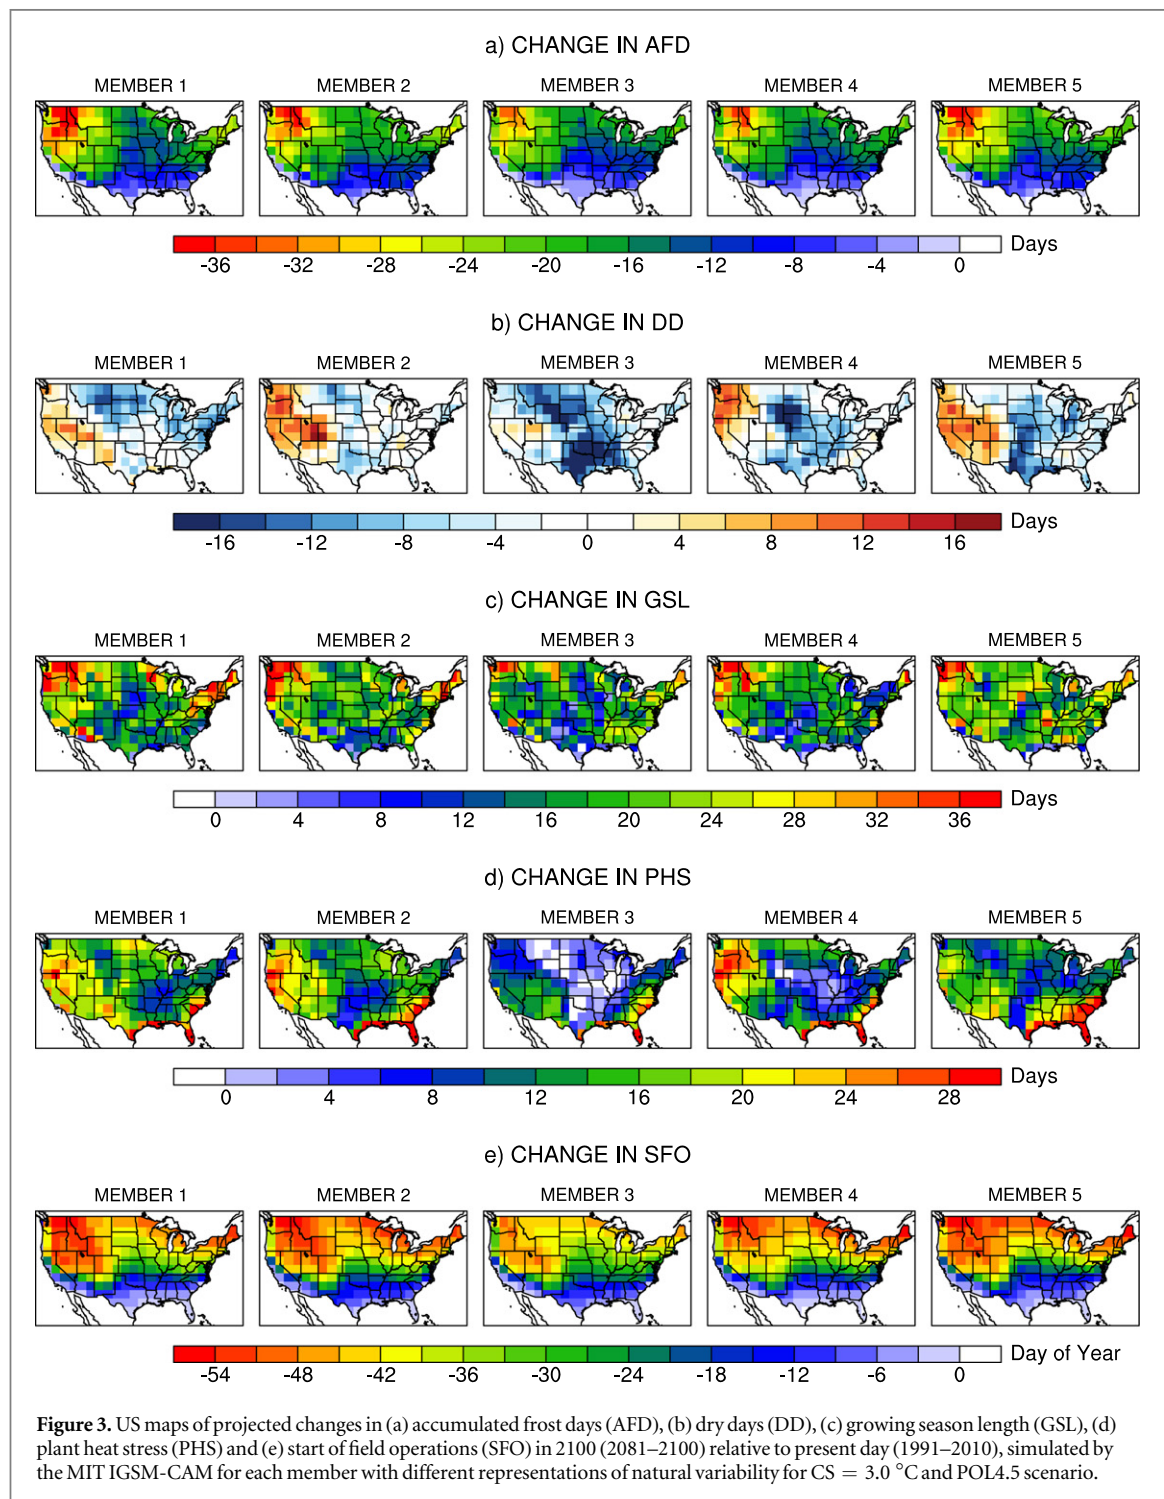 a) CHANGE IN AFD
MEMBER 1 MEMBER 2 MEMBER 3 MEMBER 4 MEMBER 5
-36 -32 -28 -24 -20 -16 -12 -8 -4 0 Days
b) CHANGE IN DD
MEMBER 1 MEMBER 2 MEMBER 3 MEMBER 4 MEMBER 5
-16 -12 -8 -4 0 4 8 12 16 Days
c) CHANGE IN GSL
MEMBER 1 MEMBER 2 MEMBER 3 MEMBER 4 MEMBER 5
0 4 8 12 16 20 24 28 32 36 Days
d) CHANGE IN PHS
MEMBER 1 MEMBER 2 MEMBER 3 MEMBER 4 MEMBER 5
0 4 8 12 16 20 24 28 Days
e) CHANGE IN SFO
MEMBER 1 MEMBER 2 MEMBER 3 MEMBER 4 MEMBER 5
-54 -48 -42 -36 -30 -24 -18 -12 -6 0 Day of Year
Figure 3. US maps of projected changes in (a) accumulated frost days (AFD), (b) dry days (DD), (c) growing season length (GSL), (d)
plant heat stress (PHS) and (e) start of field operations (SFO) in 2100 (2081–2100) relative to present day (1991–2010), simulated by
the MIT IGSM-CAM for each member with different representations of natural variability for CS = 3.0 °C and POL4.5 scenario.